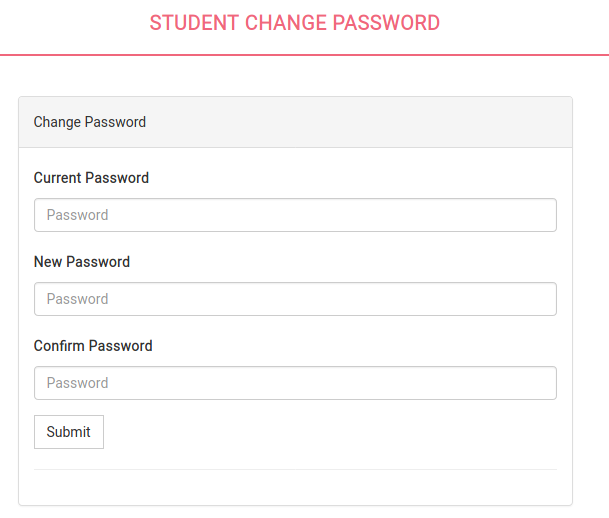 STUDENT CHANGE PASSWORD
Change Password
Current Password
Password
New Password
Password
Confirm Password
Password
Submit